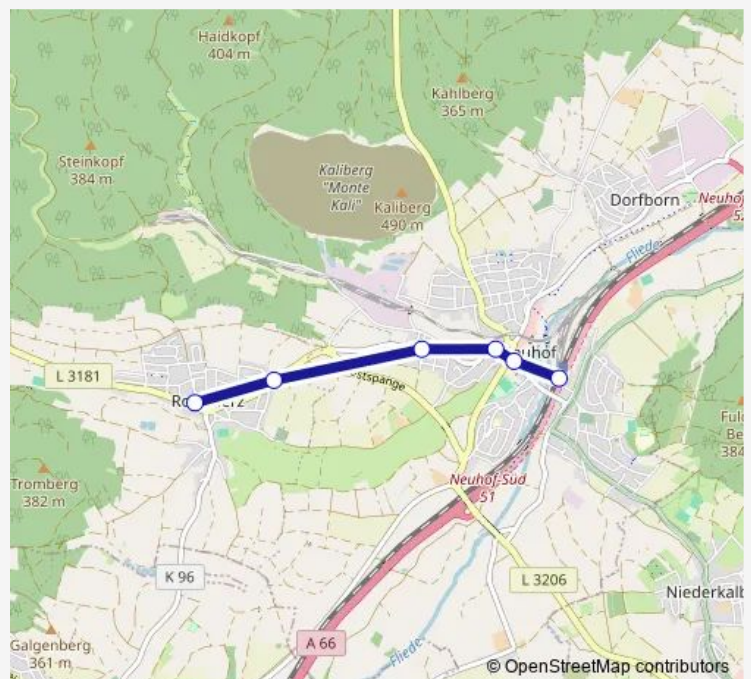 Haidkopf
404 m
Kahlberg
365 m
Steinkopf
384 m
Kaliberg
"Monte
Kali"
Kaliberg
490 m
Dorfborn
Fliede
L 3181
Neuhof-Süd
51
Tromberg
382 m
K 96
L 3206
Galgenberg
361 m
A 66
Fliede
© OpenStreetMap contributors